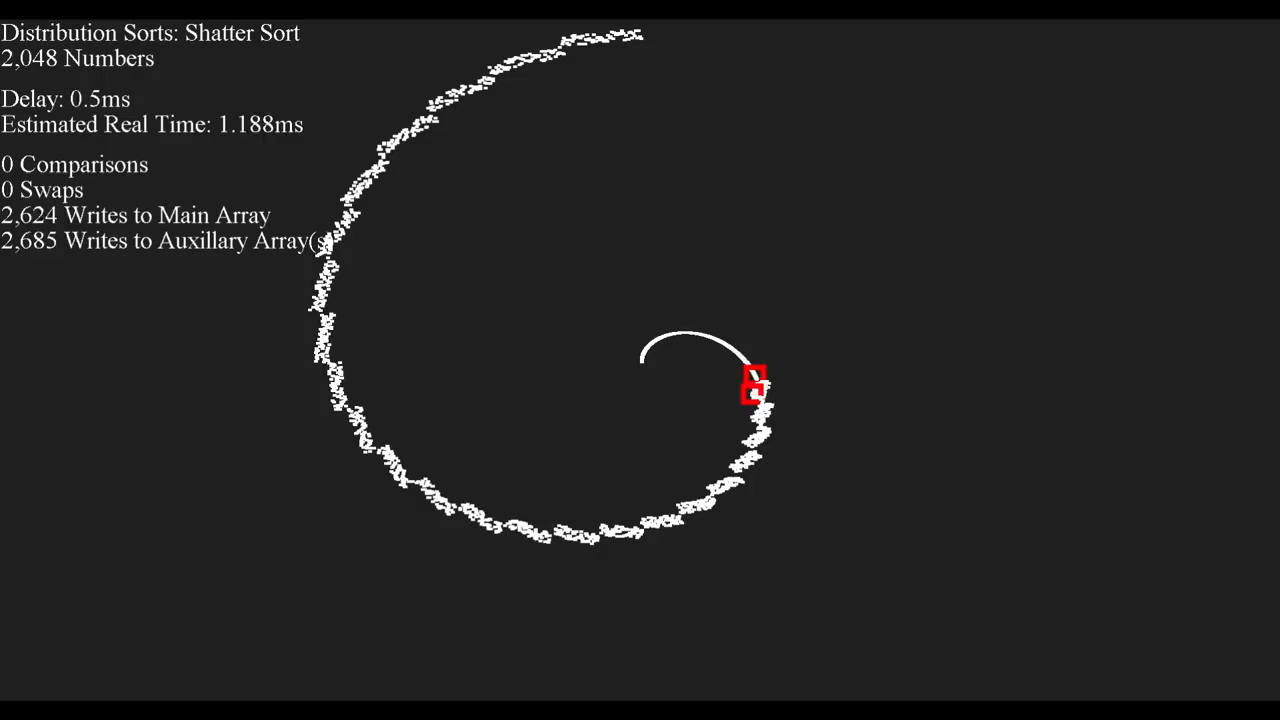 Distribution Sorts: Shatter Sort
2,048 Numbers
Delay: 0.5ms
Estimated Real Time: 1.188ms
0 Comparisons
0 Swaps
2,624 Writes to Main Array
2,685 Writes to Auxillary Array(s)